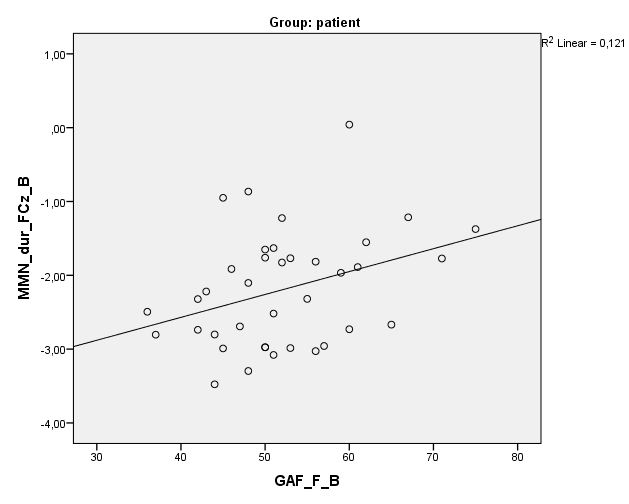 Group: patient
R2 Linear = 0,121
1,00
,00
-1,00
-2,00
-3,00
-4,00
MMN_dur_FCz_B
30 40 50 60 70 80
GAF_F_B